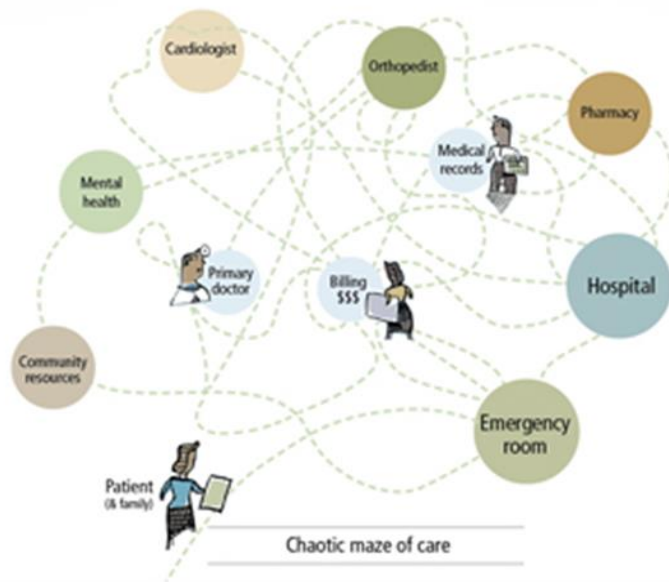 Cardiologist
Orthopedist
Pharmacy
Medical
records
Mental
health
Primary
doctor
Billing
$$$
Hospital
Community
resources
Emergency
room
Patient
(& family)
Chaotic maze of care